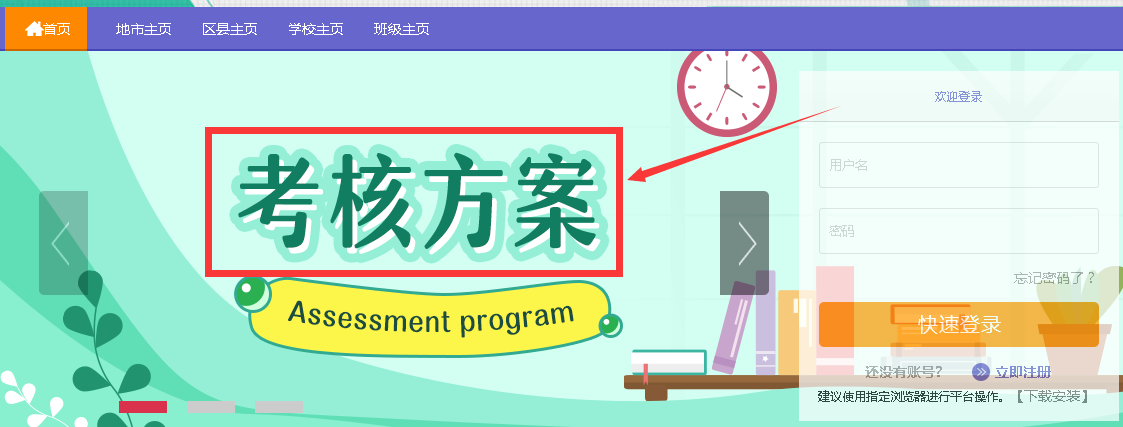 首页 地市主页 区县主页 学校主页 班级主页
欢迎登录
考核方案
用户名
密码
忘记密码了？
Assessment program
快速登录
还没有账号? 立即注册
建议使用指定浏览器进行平台操作。【下载安装】